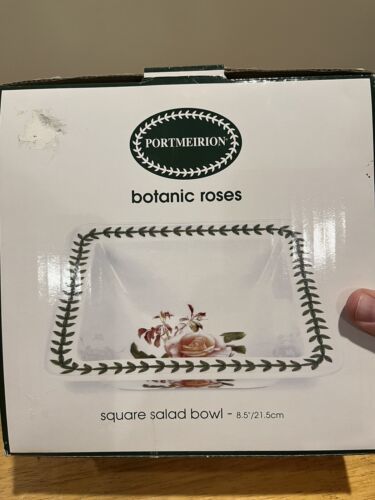 PORTMEIRION
botanic roses
square salad bowl - 8.5"/21.5cm